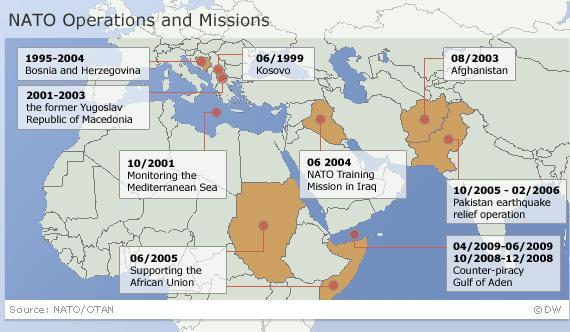 NATO Operations and Missions
1995-2004
Bosnia and Herzegovina
06/1999
Kosovo
08/2003
Afghanistan
2001-2003
the former Yugoslav
Republic of Macedonia
10/2001
Monitoring the
Mediterranean Sea
06 2004
NATO Training
Mission in Iraq
10/2005 - 02/2006
Pakistan earthquake
relief operation
06/2005
Supporting the
African Union
04/2009-06/2009
10/2008-12/2008
Counter-piracy
Gulf of Aden
Source: NATO/OTAN
©DW